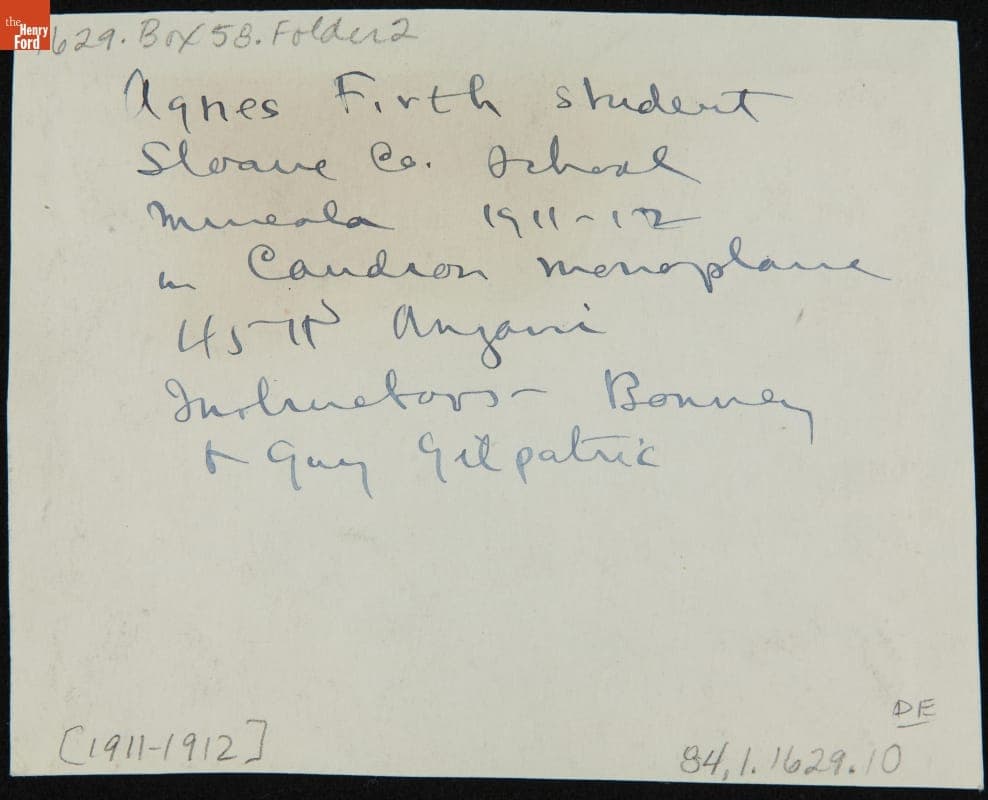 the Henry Ford
1629.Box 58.Folder 2
Agnes Firth student
Sloane Co. School
Mineola 1911-12
in Caudron monoplane
45 HP Anzani
Instructors - Bonney
+ Guy Gilpatric
DE
[1911-1912]
84.1.1629.10